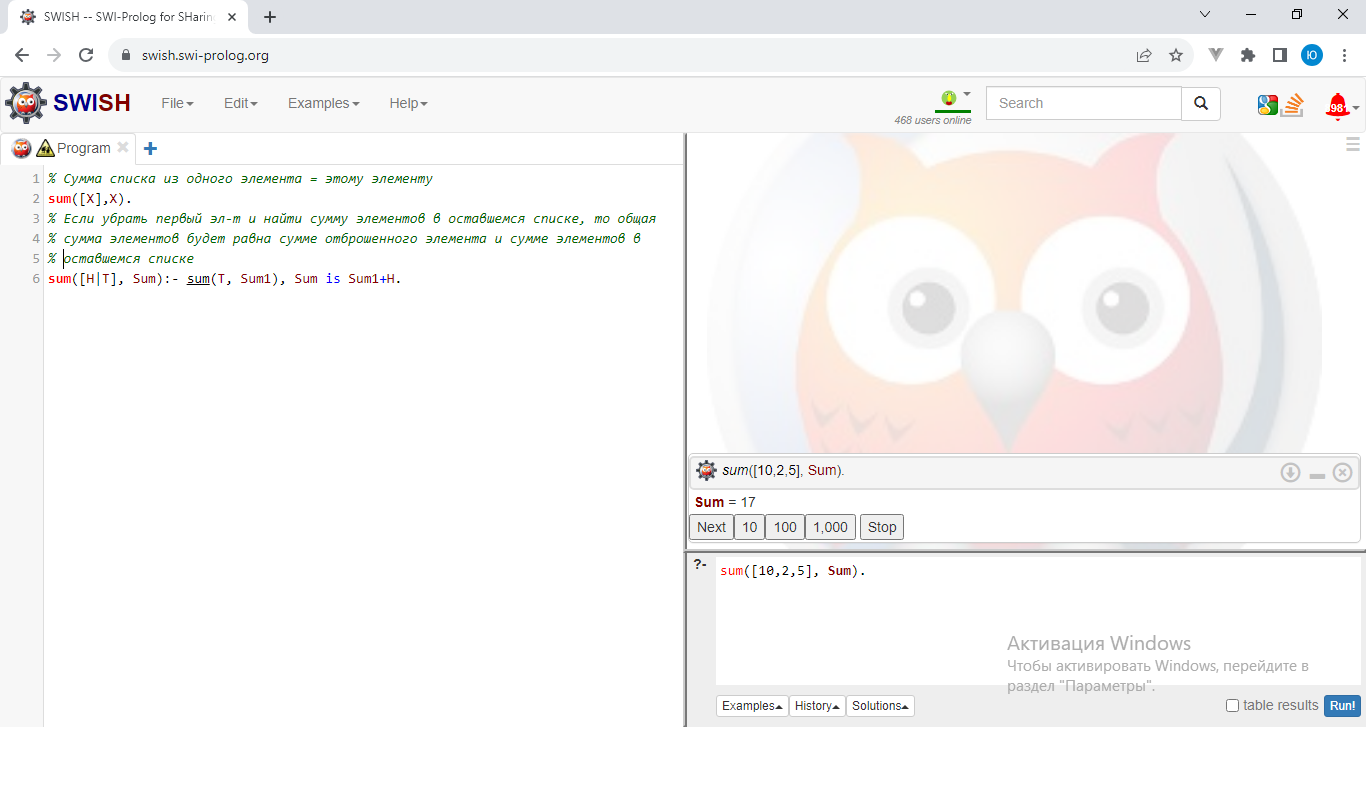 SWISH -- SWI-Prolog for SHarin
swish.swi-prolog.org
Ю
SWISH
File
Edit
Examples
Help
468 users online
Search
98
Program
1 % Сумма списка из одного элемента = этому элементу
2 sum([X],X).
3 % Если убрать первый эл-т и найти сумму элементов в оставшемся списке, то общая
4 % сумма элементов будет равна сумме отброшенного элемента и сумме элементов в
5 % оставшемся списке
6 sum([H|T], Sum):- sum(T, Sum1), Sum is Sum1+H.
sum([10,2,5], Sum).
Sum = 17
Next 10 100 1,000 Stop
?- sum([10,2,5], Sum).
Активация Windows
Чтобы активировать Windows, перейдите в
раздел "Параметры".
Examples History Solutions
table results Run!